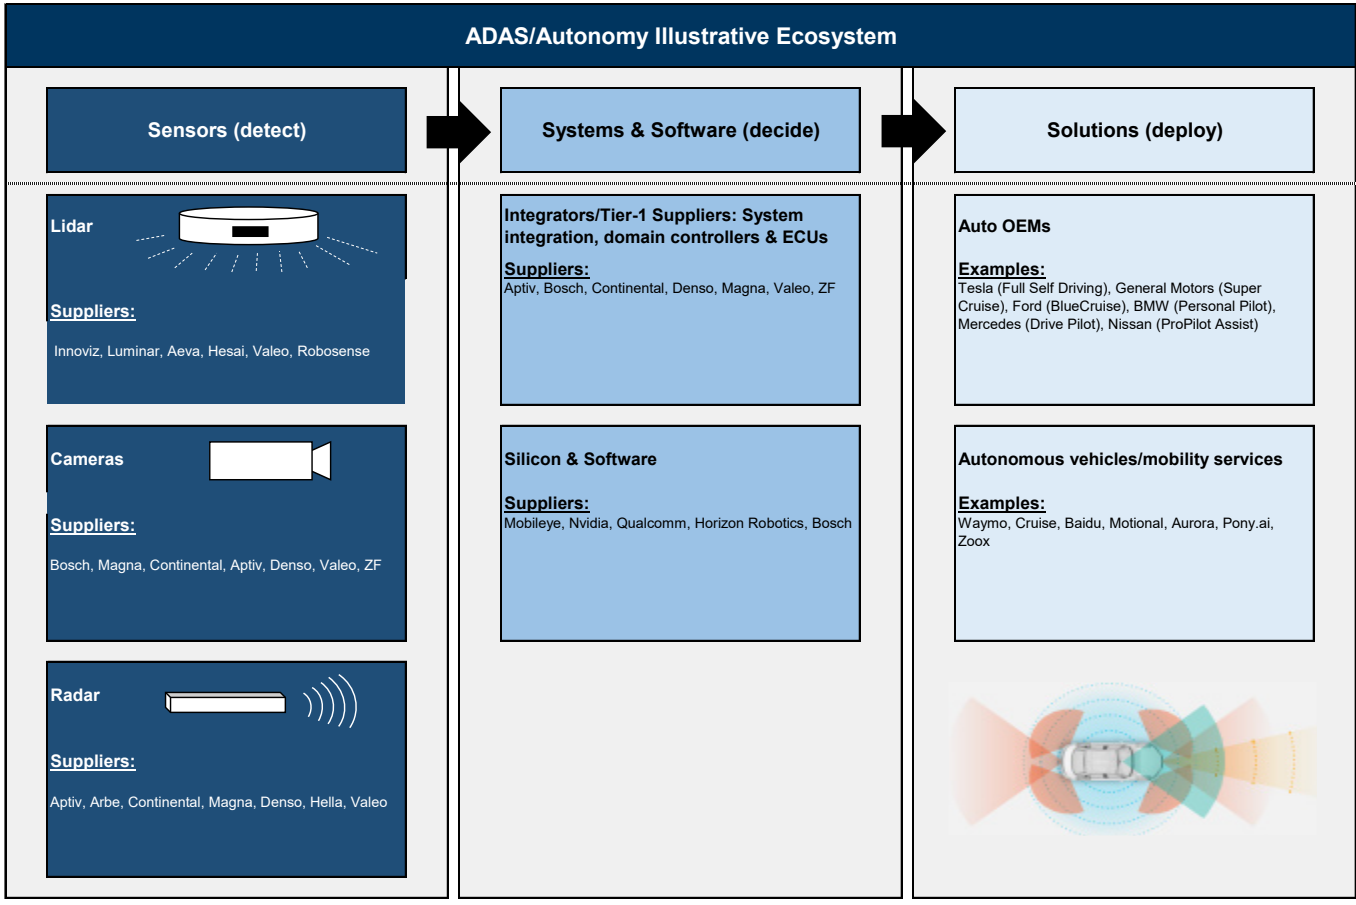 ADAS/Autonomy Illustrative Ecosystem
Sensors (detect)
Systems & Software (decide)
Solutions (deploy)
Lidar
Suppliers:
Innoviz, Luminar, Aeva, Hesai, Valeo, Robosense
Cameras
Suppliers:
Bosch, Magna, Continental, Aptiv, Denso, Valeo, ZF
Radar
Suppliers:
Aptiv, Arbe, Continental, Magna, Denso, Hella, Valeo
Integrators/Tier-1 Suppliers: System
integration, domain controllers & ECUs
Suppliers:
Aptiv, Bosch, Continental, Denso, Magna, Valeo, ZF
Silicon & Software
Suppliers:
Mobileye, Nvidia, Qualcomm, Horizon Robotics, Bosch
Auto OEMs
Examples:
Tesla (Full Self Driving), General Motors (Super
Cruise), Ford (BlueCruise), BMW (Personal Pilot),
Mercedes (Drive Pilot), Nissan (ProPilot Assist)
Autonomous vehicles/mobility services
Examples:
Waymo, Cruise, Baidu, Motional, Aurora, Pony.ai,
Zoox